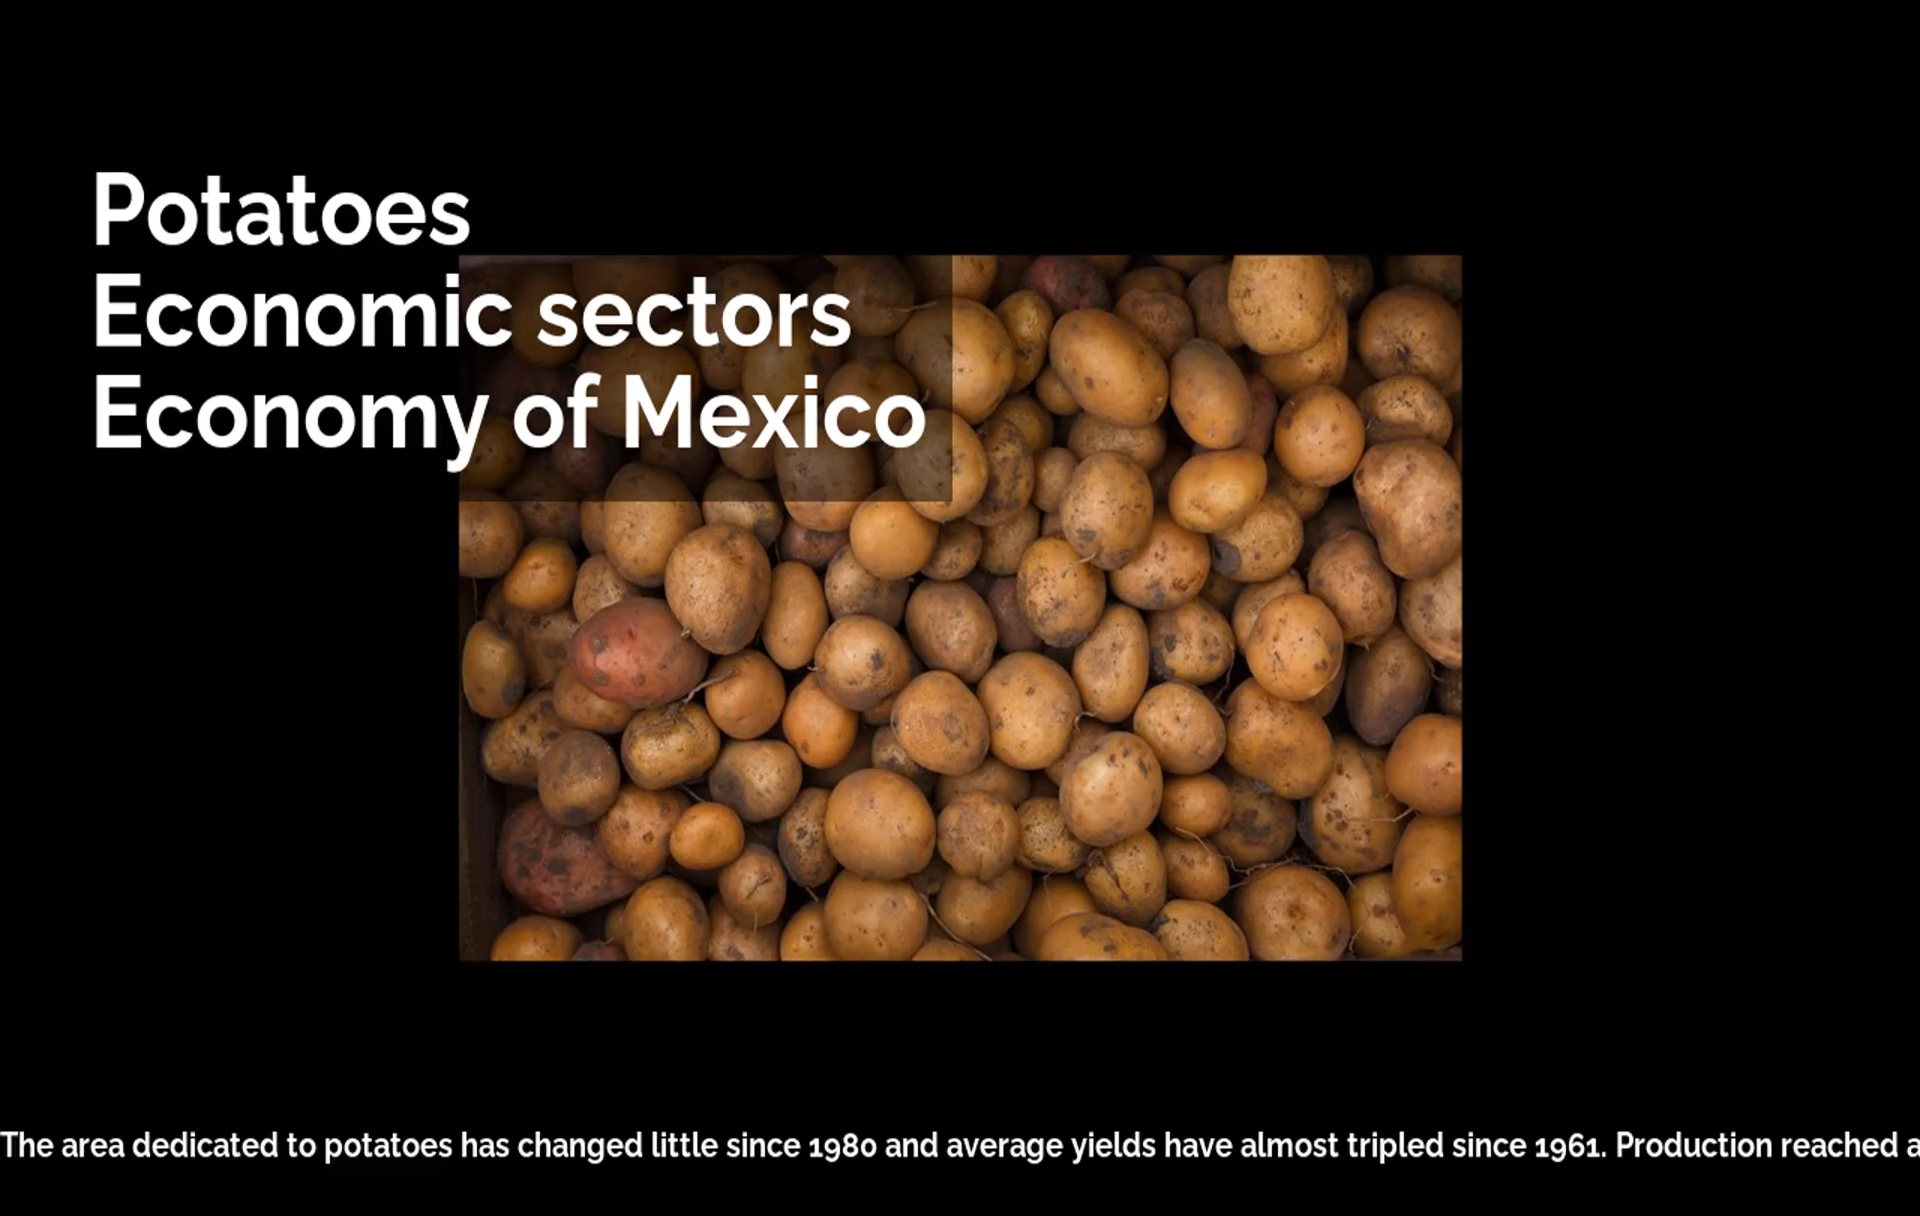 Potatoes
Economic sectors
Economy of Mexico
The area dedicated to potatoes has changed little since 1980 and average yields have almost tripled since 1961. Production reached a